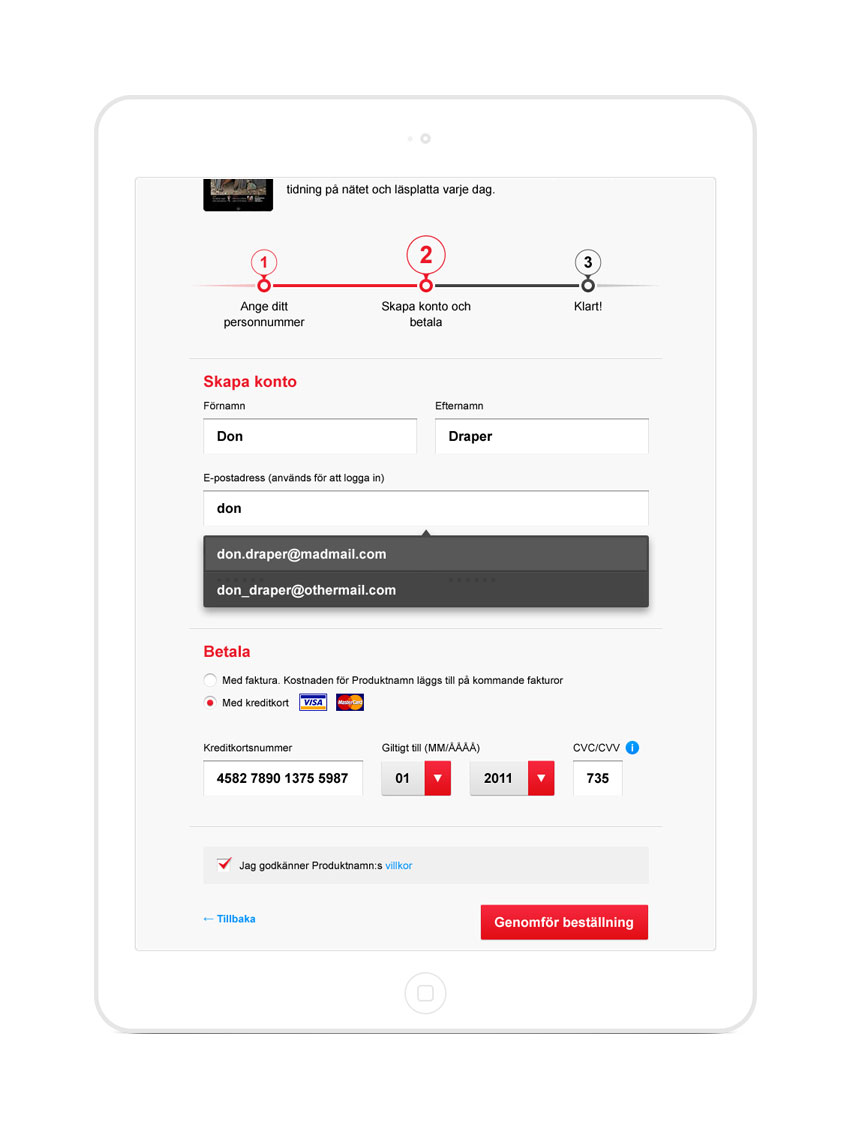 tidning på nätet och läsplatta varje dag.
1
2
3
Ange ditt
personnummer
Skapa konto och
betala
Klart!
Skapa konto
Förnamn
Efternamn
Don
Draper
E-postadress (används för att logga in)
don
don.draper@madmail.com
don_draper@othermail.com
Betala
Med faktura. Kostnaden för Produktnamn läggs till på kommande fakturor
Med kreditkort VISA MasterCard
Kreditkortsnummer
Giltigt till (MM/ÅÅÅÅ)
CVC/CVV i
4582 7890 1375 5987
01
2011
735
Jag godkänner Produktnamn:s villkor
← Tillbaka
Genomför beställning